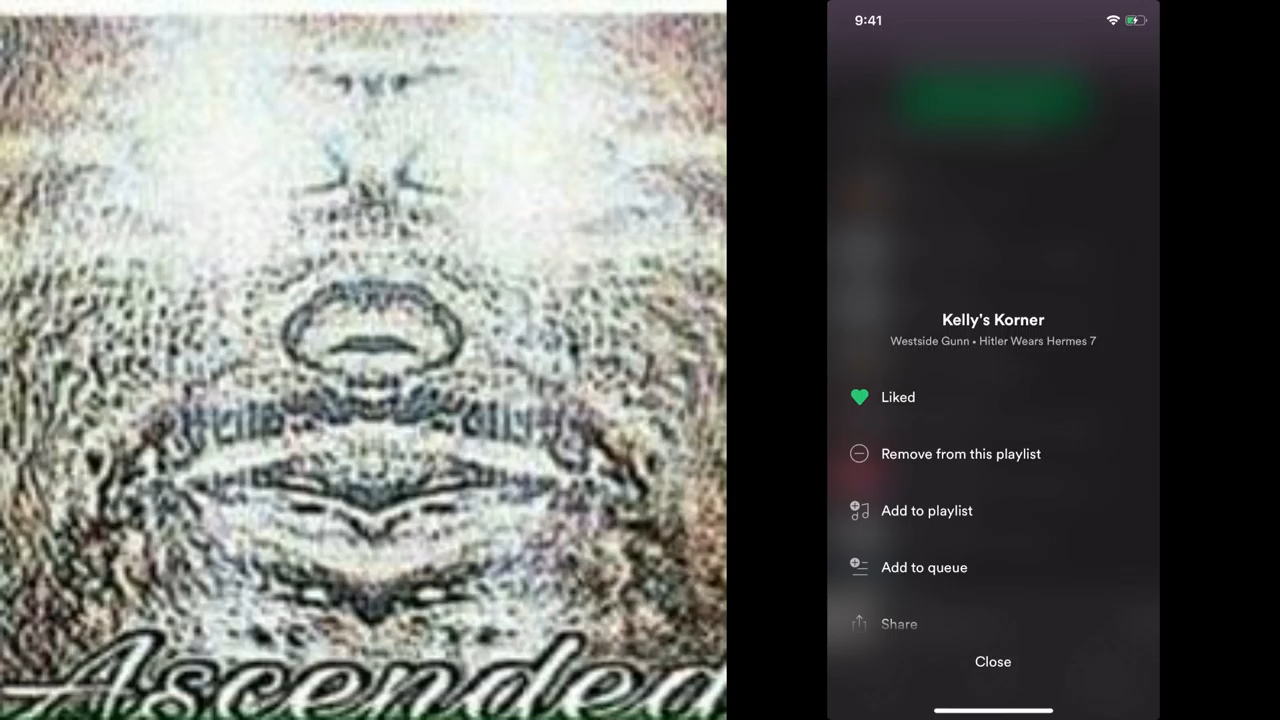 Ascended
9:41
Kelly's Korner
Westside Gunn • Hitler Wears Hermes 7
Liked
Remove from this playlist
Add to playlist
Add to queue
Share
Close